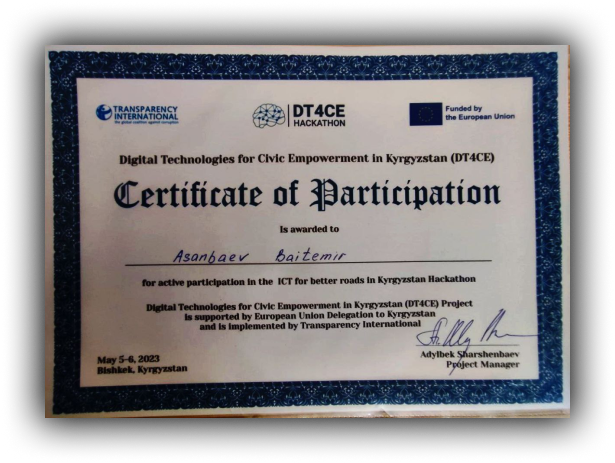 TRANSPARENCY
INTERNATIONAL
the global coalition against corruption
DT4CE
HACKATHON
Funded by
the European Union
Digital Technologies for Civic Empowerment in Kyrgyzstan (DT4CE)
Certificate of Participation
Is awarded to
Asanbaev Baitemir
for active participation in the ICT for better roads in Kyrgyzstan Hackathon
Digital Technologies for Civic Empowerment in Kyrgyzstan (DT4CE) Project
is supported by European Union Delegation to Kyrgyzstan
and is implemented by Transparency International
May 5-6, 2023
Bishkek, Kyrgyzstan
Adylbek Sharshenbaev
Project Manager